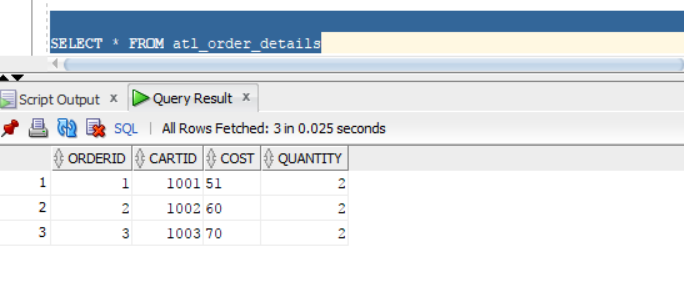 SELECT * FROM atl_order_details
Script Output x Query Result x
SQL | All Rows Fetched: 3 in 0.025 seconds
ORDERID CARTID COST QUANTITY
1 1 1001 51 2
2 2 1002 60 2
3 3 1003 70 2